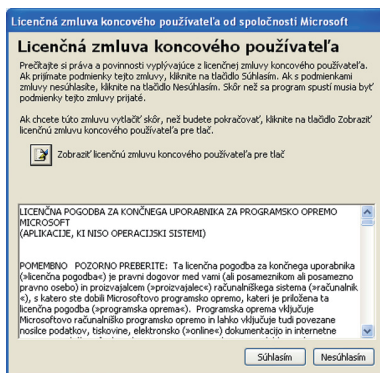 Licenčná zmluva koncového používateľa od spoločnosti Microsoft
Licenčná zmluva koncového používateľa
Prečítajte si práva a povinnosti vyplývajúce z licenčnej zmluvy koncového používateľa.
Ak prijímate podmienky tejto zmluvy, kliknite na tlačidlo Súhlasím. Ak s podmienkami
zmluvy nesúhlasíte, kliknite na tlačidlo Nesúhlasím. Skôr než sa program spustí musia byť
podmienky tejto zmluvy prijaté.
Ak chcete túto zmluvu vytlačiť skôr, než budete pokračovať, kliknite na tlačidlo Zobraziť
licenčnú zmluvu koncového používateľa pre tlač.
Zobraziť licenčnú zmluvu koncového používateľa pre tlač
LICENČNA POGODBA ZA KONČNEGA UPORABNIKA ZA PROGRAMSKO OPREMO
MICROSOFT
(APLIKACIJE, KI NISO OPERACIJSKI SISTEMI)
POMEMBNO POZORNO PREBERITE: Ta licenčna pogodba za končnega uporabnika
(»licenčna pogodba«) je pravni dogovor med vami (ali posameznikom ali posamezno
pravno osebo) in proizvajalcem (»proizvajalec«) računalniškega sistema (»računalnik
«), s katero ste dobili Microsoftovo programsko opremo, kateri je priložena ta
licenčna pogodba (»programska oprema«). Programska oprema vključuje
Microsoftovo računalniško programsko opremo in lahko vključuje tudi povezane
nosilce podatkov, tiskovine, elektronsko (»online«) dokumentacijo in internetne
Súhlasím Nesúhlasím